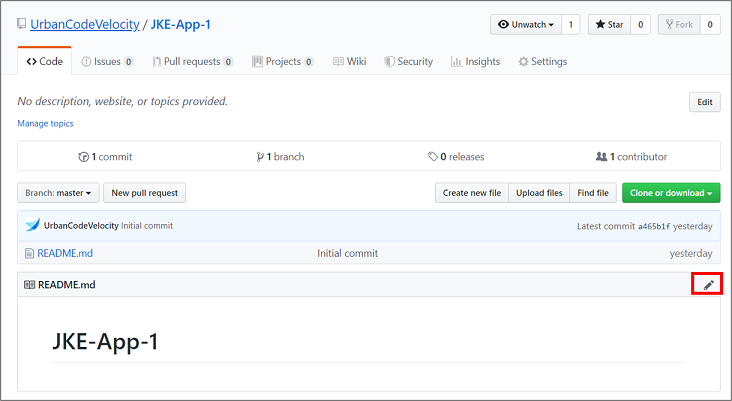 UrbanCodeVelocity / JKE-App-1
Unwatch 1 Star 0 Fork 0
Code Issues 0 Pull requests 0 Projects 0 Wiki Security Insights Settings
No description, website, or topics provided. Edit
Manage topics
1 commit 1 branch 0 releases 1 contributor
Branch: master New pull request Create new file Upload files Find file Clone or download
UrbanCodeVelocity Initial commit Latest commit a465b1f yesterday
README.md Initial commit yesterday
README.md
JKE-App-1